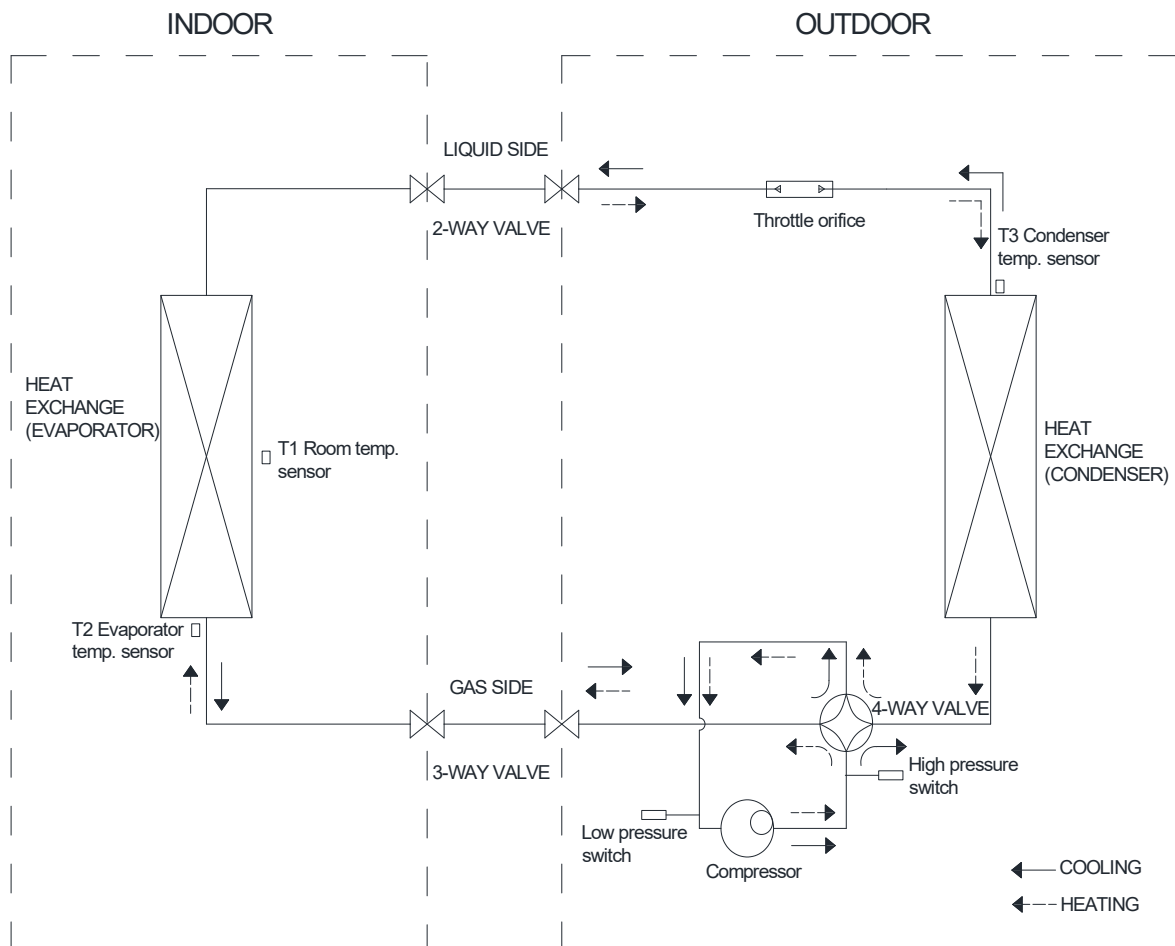 INDOOR
OUTDOOR
LIQUID SIDE
2-WAY VALVE
Throttle orifice
T3 Condenser
temp. sensor
HEAT
EXCHANGE
(EVAPORATOR)
T1 Room temp.
sensor
HEAT
EXCHANGE
(CONDENSER)
T2 Evaporator
temp. sensor
GAS SIDE
3-WAY VALVE
4-WAY VALVE
High pressure
switch
Low pressure
switch
Compressor
COOLING
HEATING